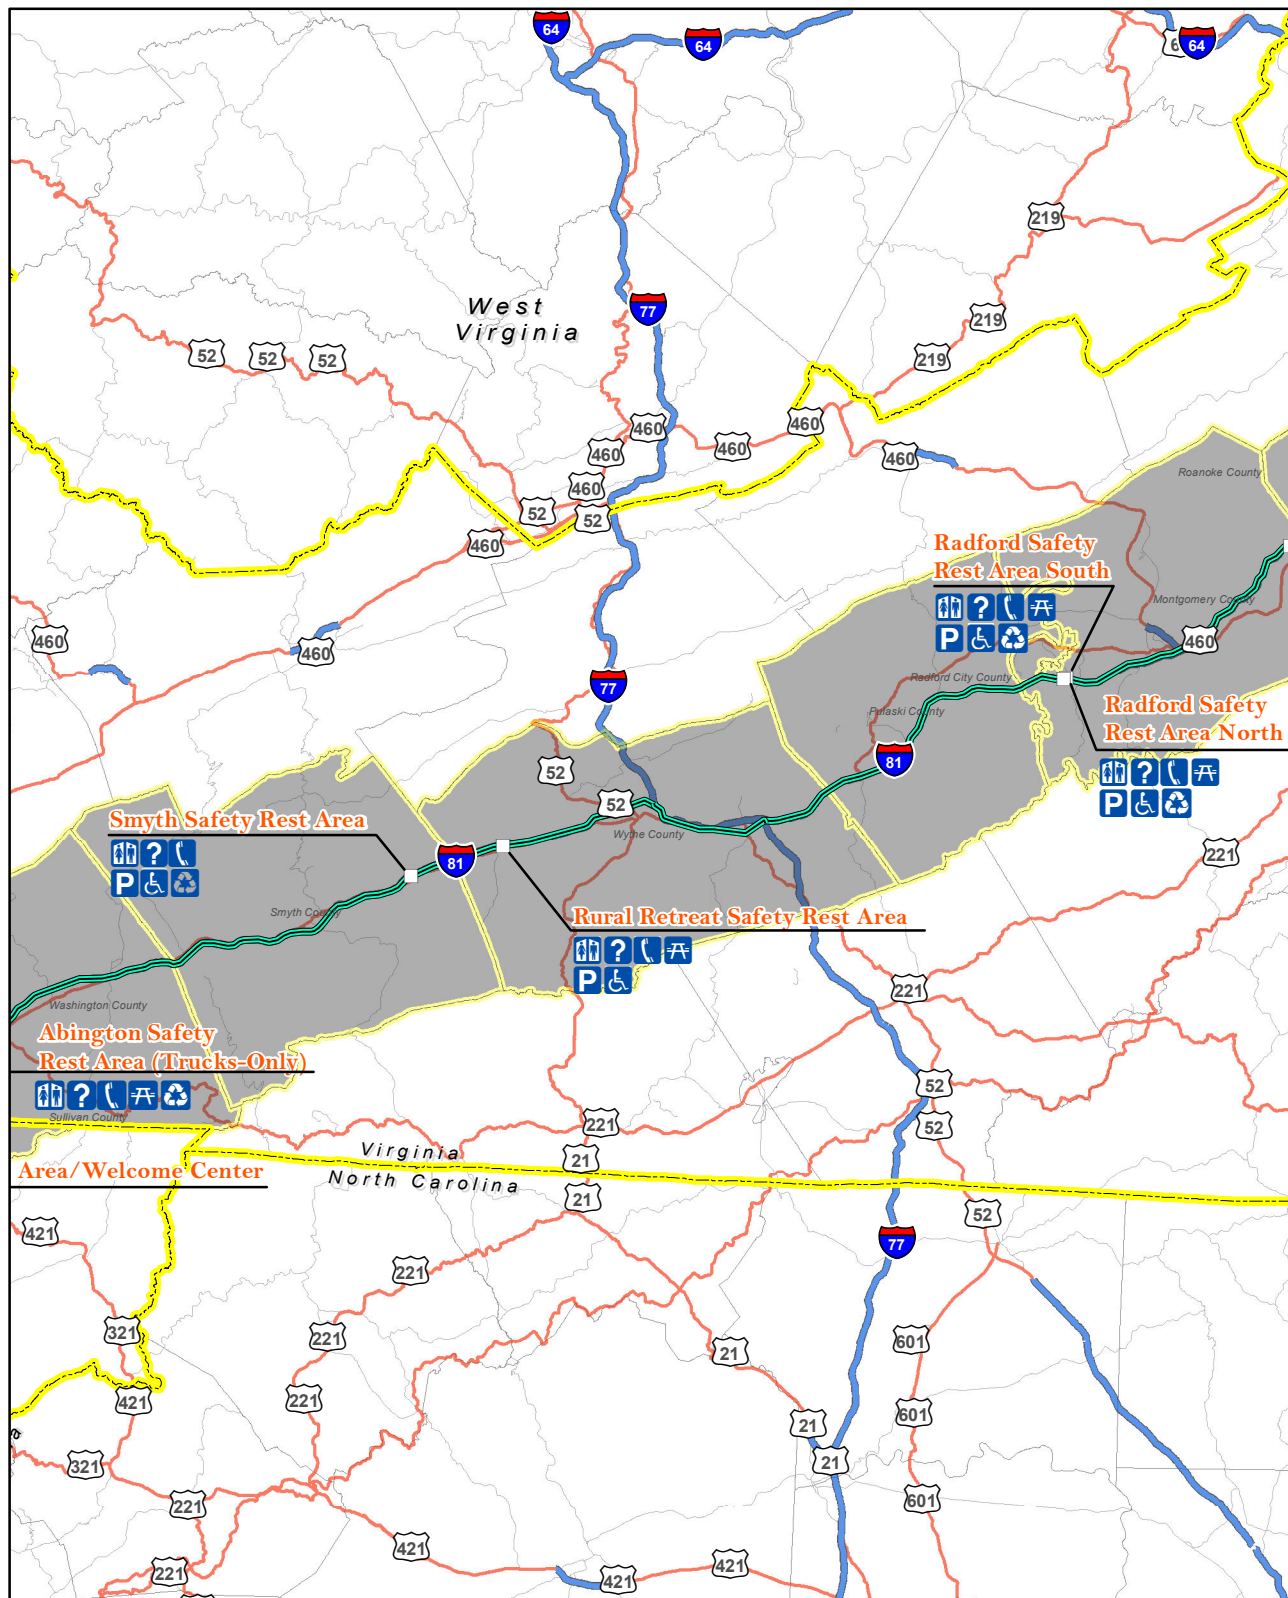 64
64
64
219
West
Virginia
77
219
52
52
52
219
460
460
460
460
460
460
Roanoke County
460
52
52
460
Radford Safety
Rest Area South
?
P
Montgomery County
460
460
460
Radford City County
77
Pulaski County
Radford Safety
Rest Area North
81
52
?
P
52
Smyth Safety Rest Area
Wythe County
?
P
81
221
Smyth County
Rural Retreat Safety Rest Area
?
P
221
Washington County
Abington Safety
Rest Area (Trucks-Only)
?
52
Sullivan County
221
52
Virginia
21
Area/Welcome Center
North Carolina
21
52
421
77
221
321
221
601
21
421
221
601
21
321
21
221
601
421
221
421
421